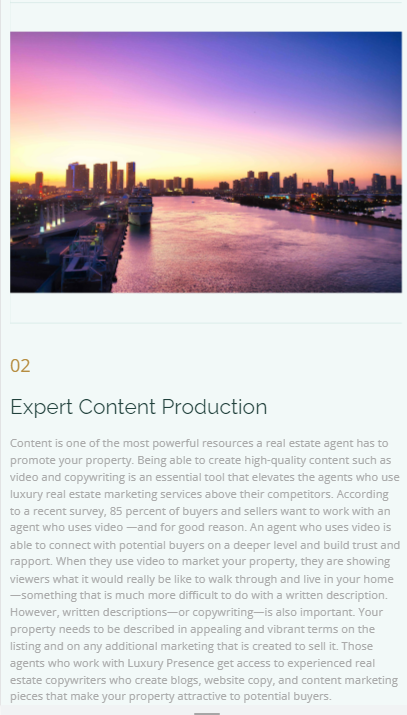 02
Expert Content Production
Content is one of the most powerful resources a real estate agent has to
promote your property. Being able to create high-quality content such as
video and copywriting is an essential tool that elevates the agents who use
luxury real estate marketing services above their competitors. According
to a recent survey, 85 percent of buyers and sellers want to work with an
agent who uses video —and for good reason. An agent who uses video is
able to connect with potential buyers on a deeper level and build trust and
rapport. When they use video to market your property, they are showing
viewers what it would really be like to walk through and live in your home
—something that is much more difficult to do with a written description.
However, written descriptions—or copywriting—is also important. Your
property needs to be described in appealing and vibrant terms on the
listing and on any additional marketing that is created to sell it. Those
agents who work with Luxury Presence get access to experienced real
estate copywriters who create blogs, website copy, and content marketing
pieces that make your property attractive to potential buyers.